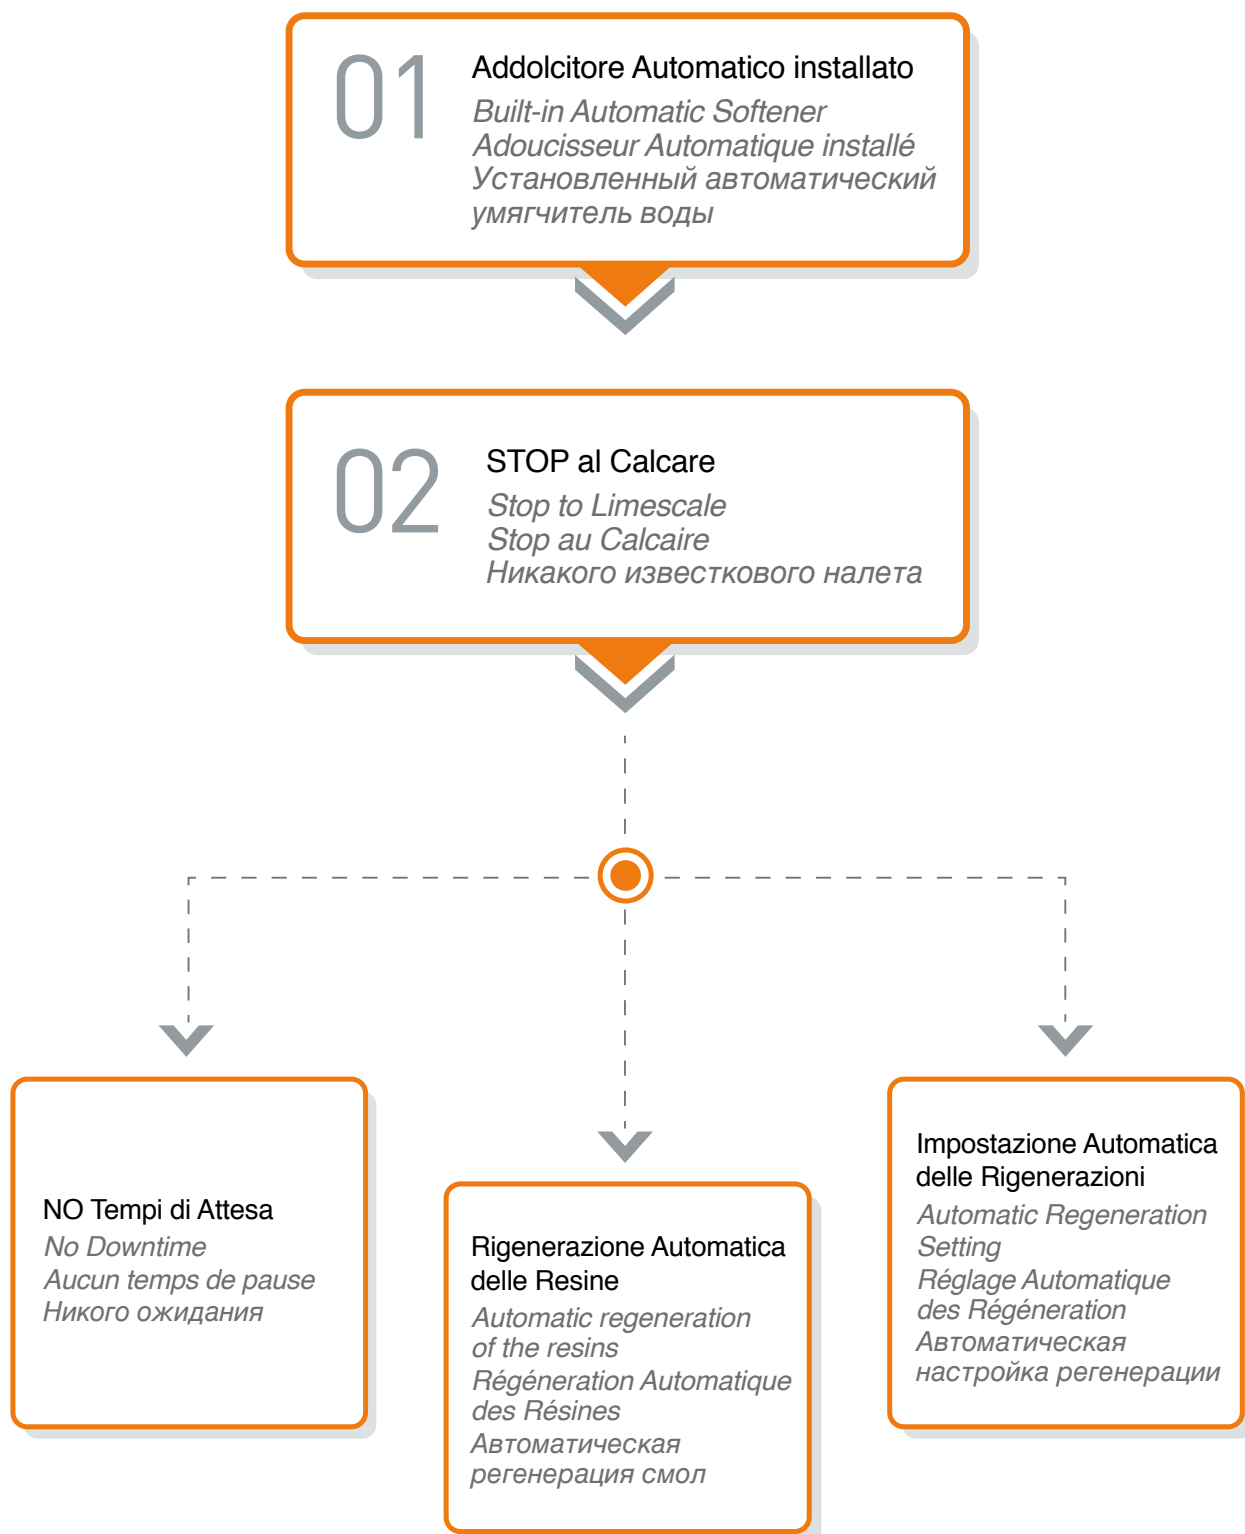 01
Addolcitore Automatico installato
Built-in Automatic Softener
Adoucisseur Automatique installé
Установленный автоматический
умягчитель воды
02
STOP al Calcare
Stop to Limescale
Stop au Calcaire
Никакого известкового налета
NO Tempi di Attesa
No Downtime
Aucun temps de pause
Никого ожидания
Rigenerazione Automatica
delle Resine
Automatic regeneration
of the resins
Régéneration Automatique
des Résines
Автоматическая
регенерация смол
Impostazione Automatica
delle Rigenerazioni
Automatic Regeneration
Setting
Réglage Automatique
des Régéneration
Автоматическая
настройка регенерации